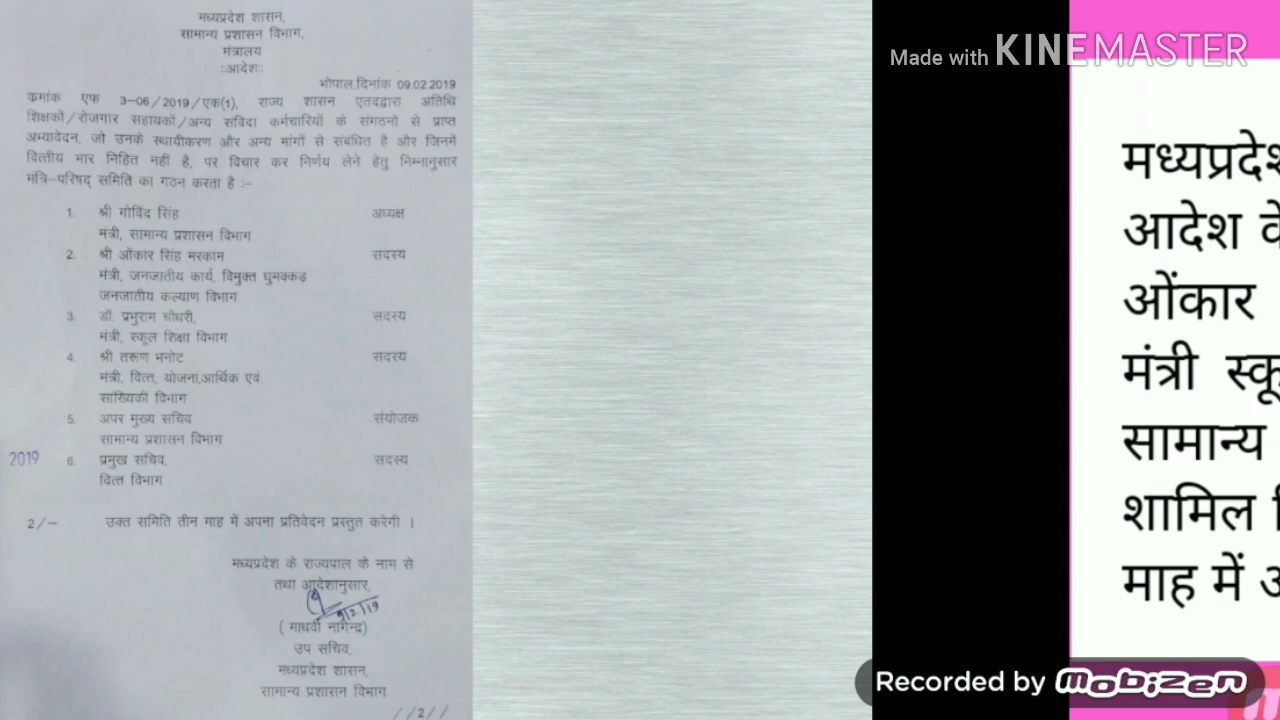 मध्यप्रदेश शासन,
सामान्य प्रशासन विभाग,
मंत्रालय
::आदेश::
भोपाल,दिनांक 09.02.2019
क्रमांक एफ 3-06/2019/एक(1), राज्य शासन एतदद्वारा अतिथि
शिक्षकों/रोजगार सहायकों/अन्य संविदा कर्मचारियों के संगठनों से प्राप्त
अभ्यावेदन, जो उनके स्थायीकरण और अन्य मांगों से संबंधित है और जिनमें
वित्तीय भार निहित नहीं है, पर विचार कर निर्णय लेने हेतु निम्नानुसार
मंत्रि-परिषद् समिति का गठन करता है :-
1. श्री गोविंद सिंह अध्यक्ष
मंत्री, सामान्य प्रशासन विभाग
2. श्री ओंकार सिंह मरकाम सदस्य
मंत्री, जनजातीय कार्य, विमुक्त घुमक्कड़
जनजातीय कल्याण विभाग
3. डॉ. प्रभुराम चौधरी, सदस्य
मंत्री, स्कूल शिक्षा विभाग
4. श्री तरूण भनोट सदस्य
मंत्री, वित्त, योजना,आर्थिक एवं
सांख्यिकी विभाग
5. अपर मुख्य सचिव संयोजक
सामान्य प्रशासन विभाग
2019 6. प्रमुख सचिव, सदस्य
वित्त विभाग
2/- उक्त समिति तीन माह में अपना प्रतिवेदन प्रस्तुत करेगी ।
मध्यप्रदेश के राज्यपाल के नाम से
तथा आदेशानुसार,
9/2/19
( माधवी नागेन्द्र)
उप सचिव,
मध्यप्रदेश शासन,
सामान्य प्रशासन विभाग
//2//
Made with KINEMASTER
मध्यप्रदेश
आदेश के
ओंकार
मंत्री स्कू
सामान्य
शामिल
माह में
Recorded by mobizen